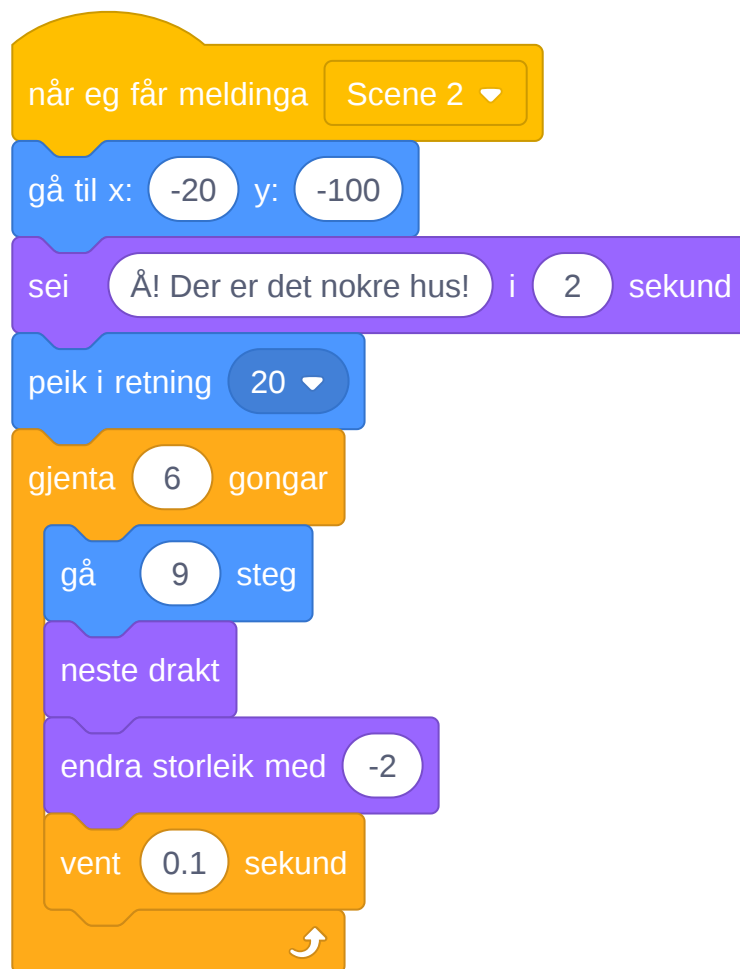 når eg får meldinga Scene 2
gå til x: -20 y: -100
sei Å! Der er det nokre hus! i 2 sekund
peik i retning 20
gjenta 6 gongar
gå 9 steg
neste drakt
endra storleik med -2
vent 0.1 sekund